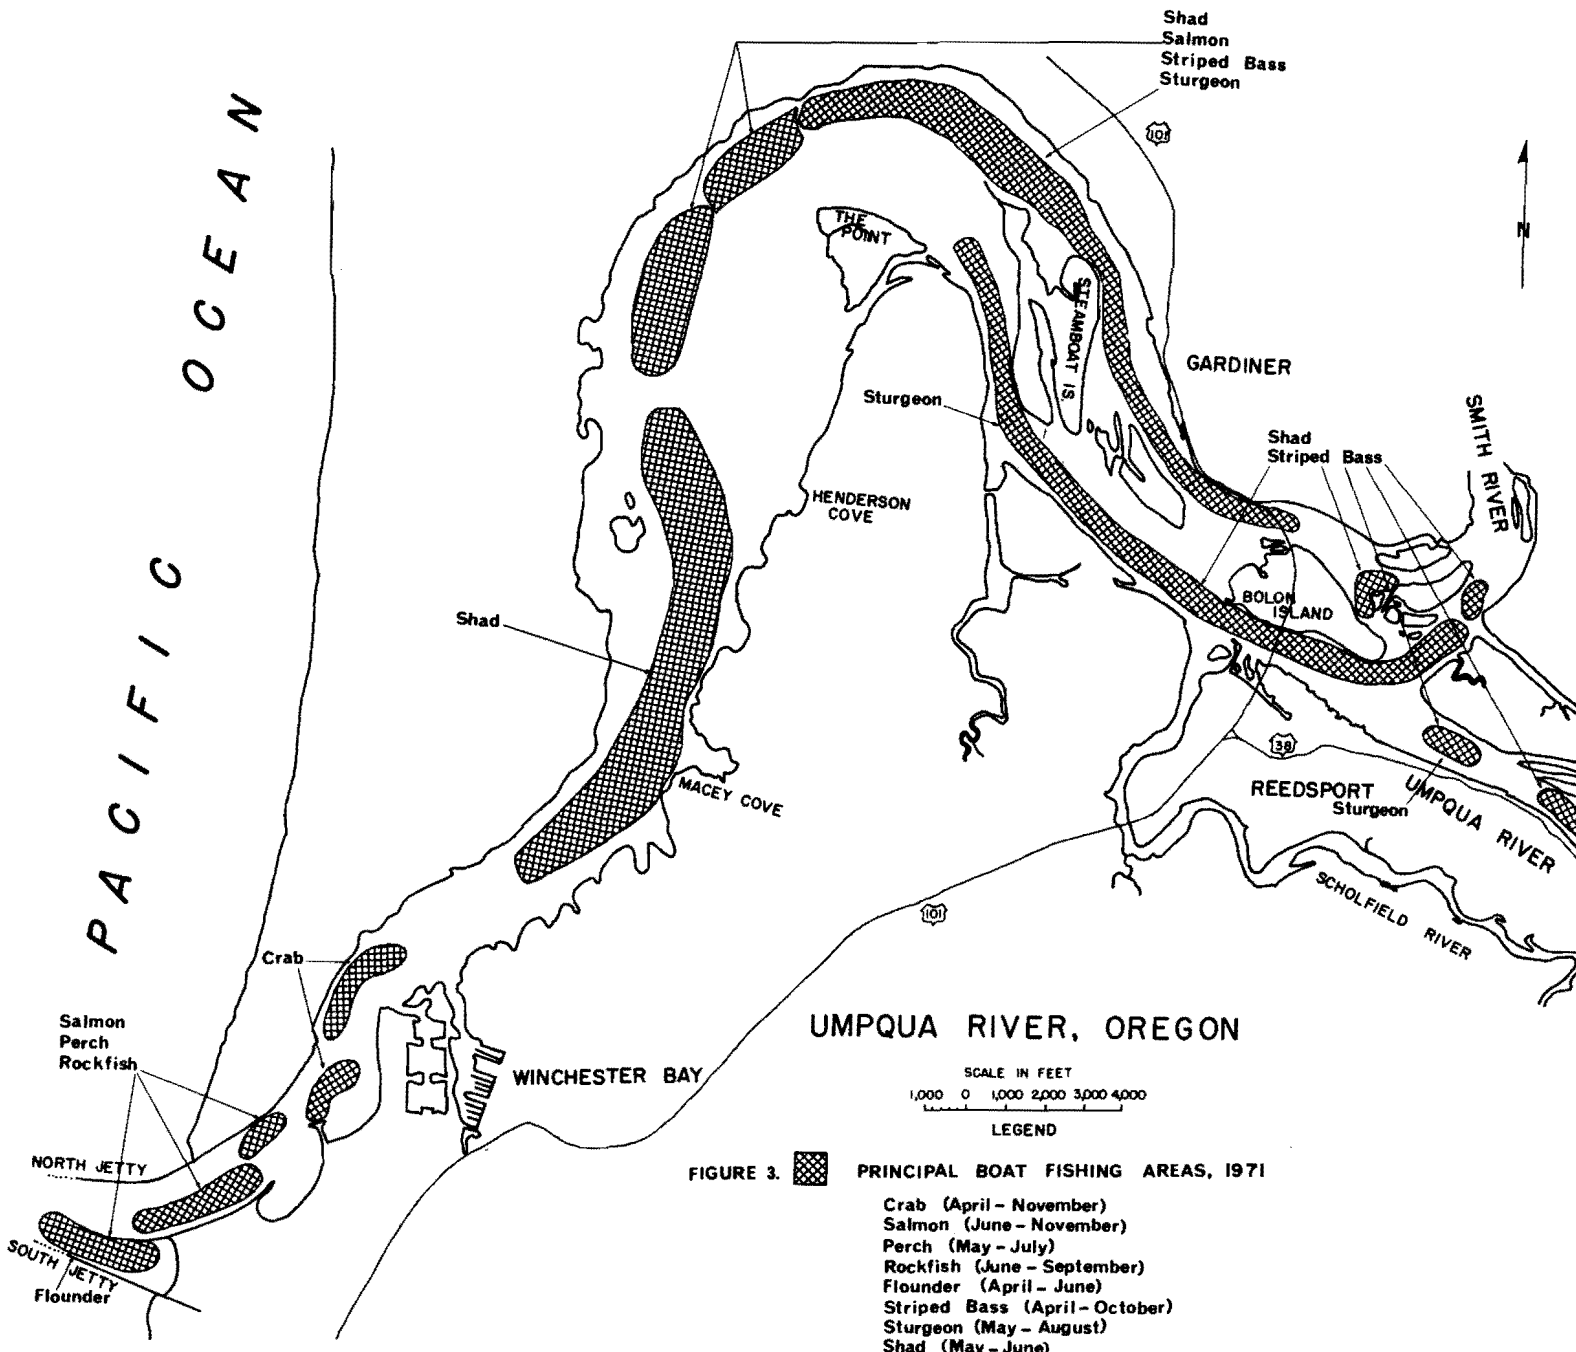 Shad
Salmon
Striped Bass
Sturgeon
101
PACIFIC OCEAN
N
THE
POINT
STEAMBOAT IS.
GARDINER
Sturgeon
SMITH RIVER
Shad
Striped Bass
HENDERSON
COVE
BOLON
ISLAND
Shad
38
MACEY COVE
REEDSPORT
Sturgeon
UMPQUA RIVER
SCHOLFIELD RIVER
101
Crab
Salmon
Perch
Rockfish
WINCHESTER BAY
NORTH JETTY
SOUTH JETTY
Flounder
UMPQUA RIVER, OREGON
SCALE IN FEET
1,000 0 1,000 2,000 3,000 4,000
LEGEND
FIGURE 3. PRINCIPAL BOAT FISHING AREAS, 1971
Crab (April - November)
Salmon (June - November)
Perch (May - July)
Rockfish (June - September)
Flounder (April - June)
Striped Bass (April - October)
Sturgeon (May - August)
Shad (May - June)